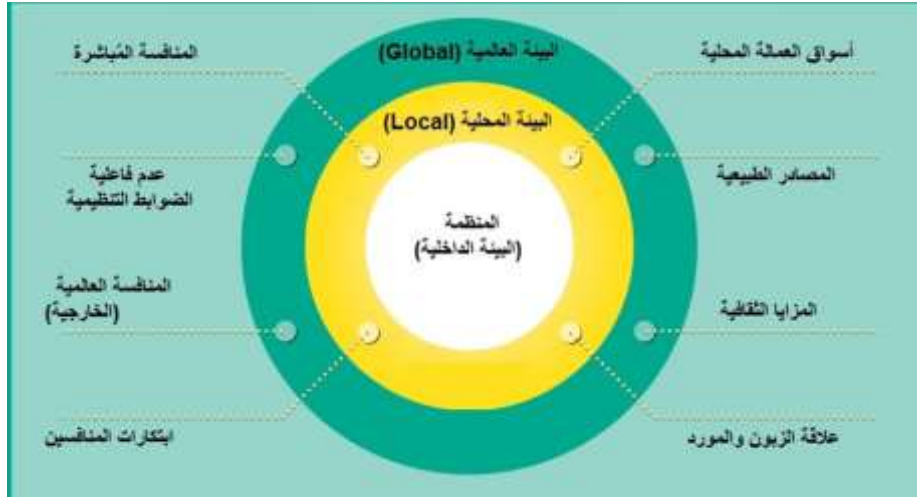 البيئة العالمية (Global)
أسواق العمالة المحلية
المنافسة المُباشرة
البيئة المحلية (Local)
المصادر الطبيعية
عدم فاعلية
الضوابط التنظيمية
المنظمة
(البيئة الداخلية)
المزايا الثقافية
المنافسة العالمية
(الخارجية)
علاقة الزبون والمورد
ابتكارات المنافسين